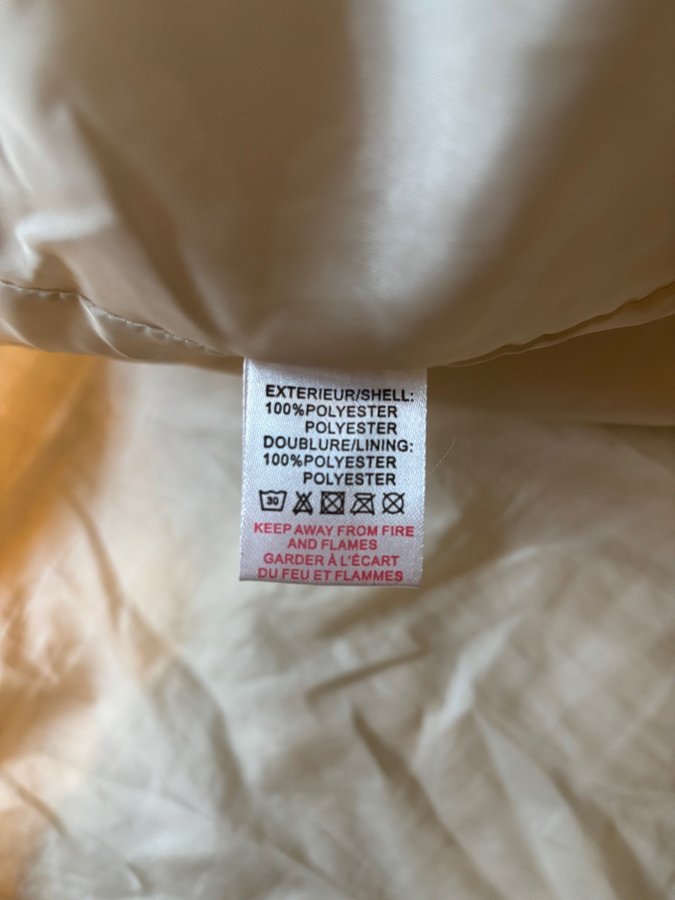 EXTERIEUR/SHELL:
100%POLYESTER
POLYESTER
DOUBLURE/LINING:
100%POLYESTER
POLYESTER
30
KEEP AWAY FROM FIRE
AND FLAMES
GARDER À L'ÉCART
DU FEU ET FLAMMES